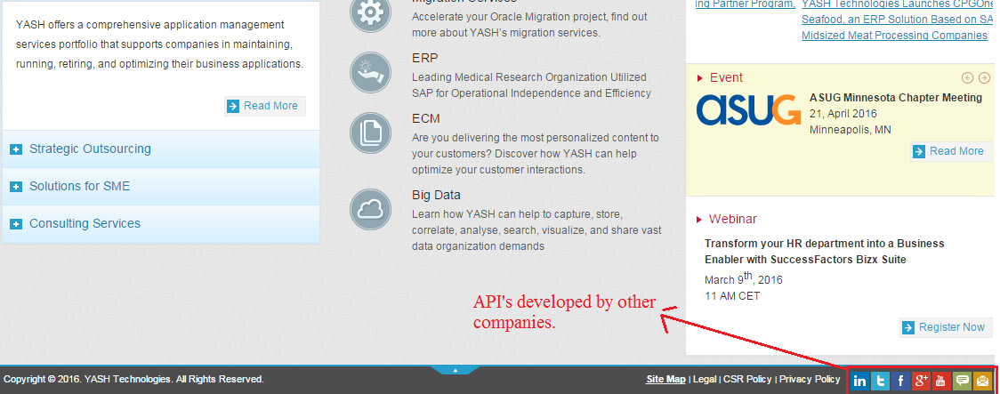 YASH offers a comprehensive application management
services portfolio that supports companies in maintaining,
running, retiring, and optimizing their business applications.
Read More
Strategic Outsourcing
Solutions for SME
Consulting Services
Migration Services
Accelerate your Oracle Migration project, find out
more about YASH's migration services.
ERP
Leading Medical Research Organization Utilized
SAP for Operational Independence and Efficiency
ECM
Are you delivering the most personalized content to
your customers? Discover how YASH can help
optimize your customer interactions.
Big Data
Learn how YASH can help to capture, store,
correlate, analyse, search, visualize, and share vast
data organization demands
ing Partner Program.
YASH Technologies Launches CPGOne
Seafood, an ERP Solution Based on SA
Midsized Meat Processing Companies
Event
asuG
ASUG Minnesota Chapter Meeting
21, April 2016
Minneapolis, MN
Read More
Webinar
Transform your HR department into a Business
Enabler with SuccessFactors Bizx Suite
March 9th, 2016
11 AM CET
Register Now
API's developed by other
companies.
Copyright © 2016. YASH Technologies. All Rights Reserved.
Site Map | Legal | CSR Policy | Privacy Policy
in t f g+ You